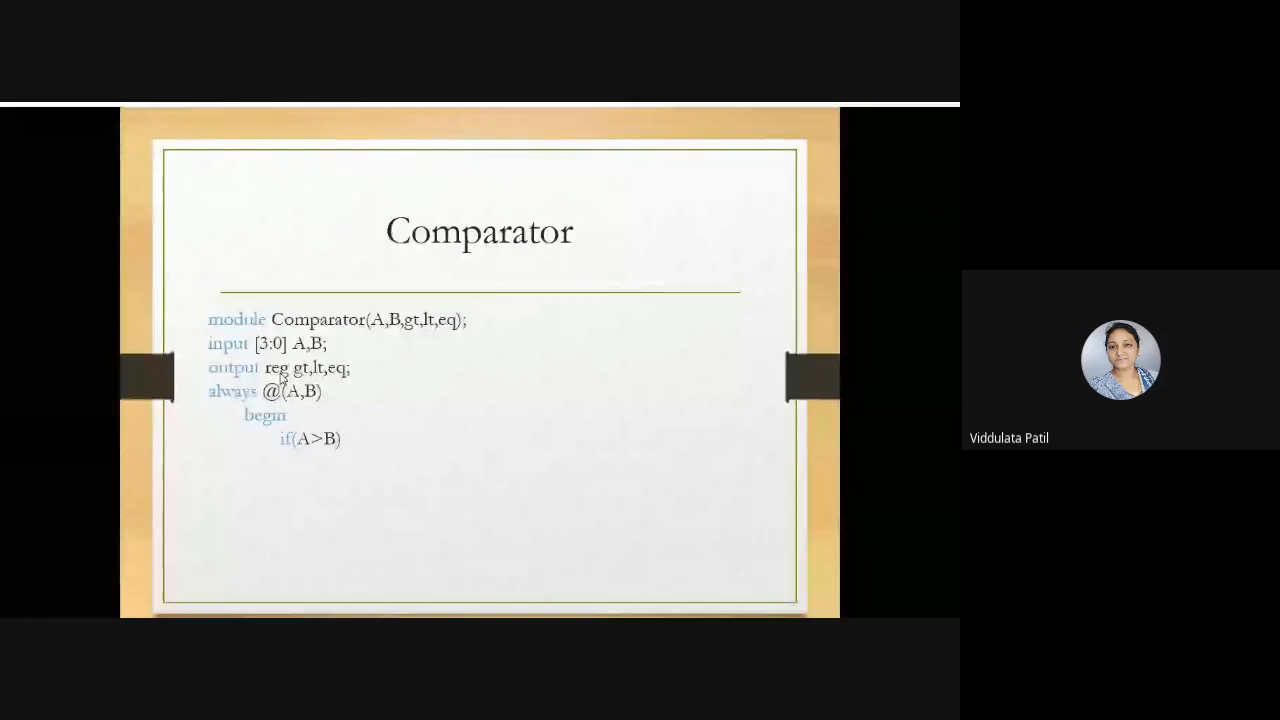 Comparator
module Comparator(A,B,gt,lt,eq);
input [3:0] A,B;
output reg gt,lt,eq;
always @(A,B)
begin
if(A>B)
Viddulata Patil